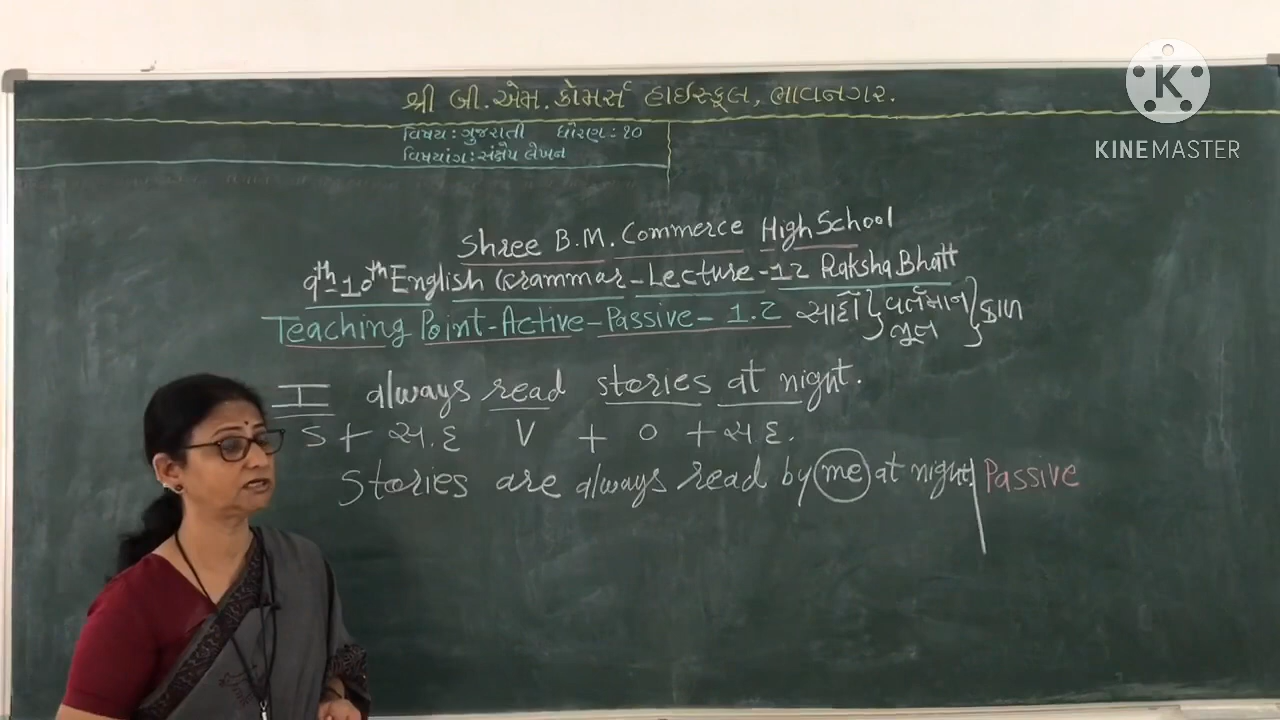 શ્રી બી.એમ. કોમર્સ હાઈસ્કૂલ, ભાવનગર.
વિષય: ગુજરાતી ધોરણ: ૧૦
વિષયાંગ: સંક્ષેપ લેખન
K
KINEMASTER
Shree B.M. Commerce High School
9th-10th English Grammar-Lecture-12 Raksha Bhatt
Teaching Point-Active-Passive-1.2 સાદો } વર્તમાન ભૂત } કાળ
I always read stories at night.
S + સ.દ V + O + સ.દ.
Stories are always read by me at night. Passive